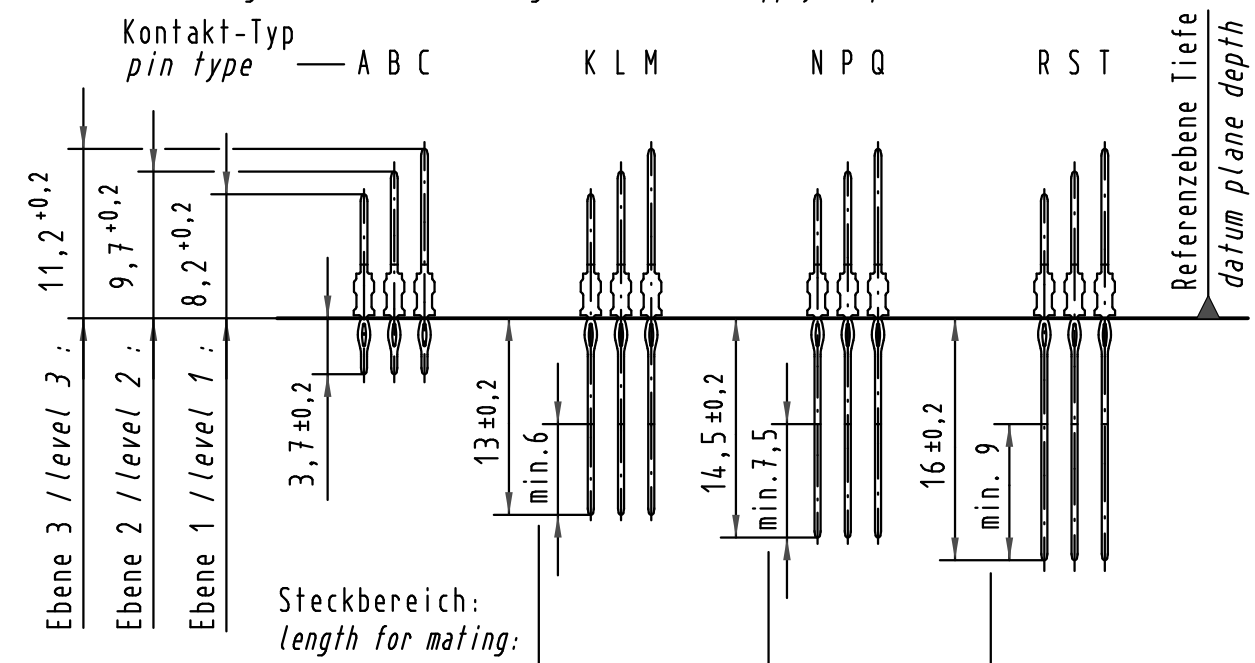 Kontakt-Typ
pin type
A B C
K L M
N P Q
R S T
Referenzebene Tiefe
datum plane depth
11,2 +0,2
9,7 +0,2
8,2 +0,2
Ebene 3 / level 3 :
Ebene 2 / level 2 :
Ebene 1 / level 1 :
3,7±0,2
13±0,2
min.6
14,5±0,2
min.7,5
16±0,2
min. 9
Steckbereich:
length for mating: